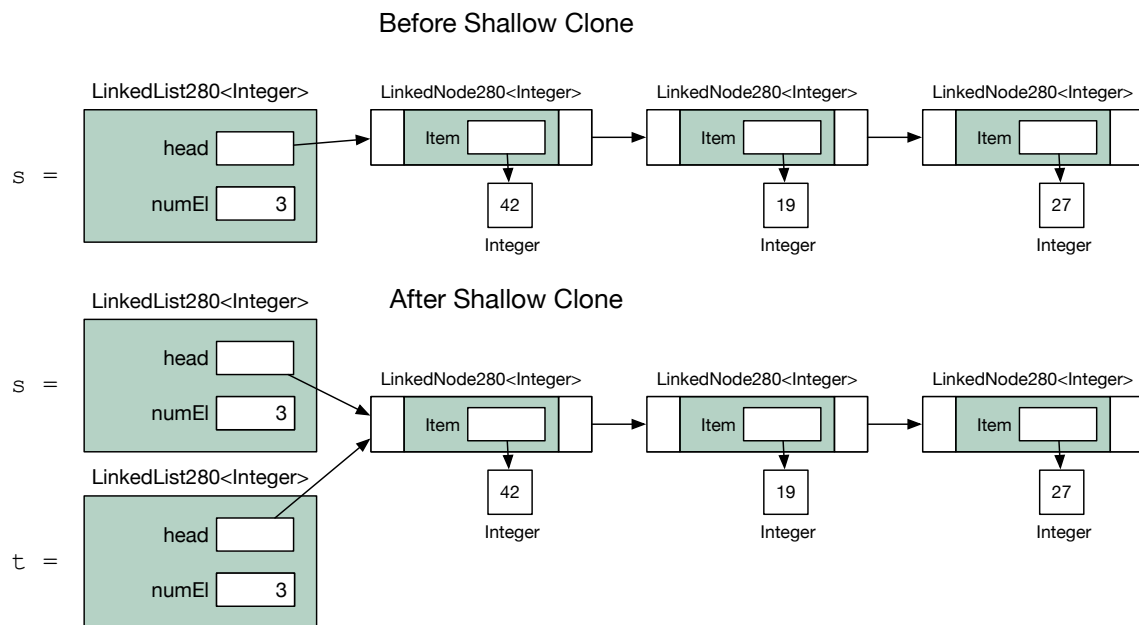 Before Shallow Clone
LinkedList280<Integer>
LinkedNode280<Integer>
LinkedNode280<Integer>
LinkedNode280<Integer>
s =
head
numEl
3
Item
42
Integer
Item
19
Integer
Item
27
Integer
After Shallow Clone
LinkedList280<Integer>
s =
head
numEl
3
LinkedNode280<Integer>
LinkedNode280<Integer>
LinkedNode280<Integer>
Item
42
Integer
Item
19
Integer
Item
27
Integer
LinkedList280<Integer>
t =
head
numEl
3